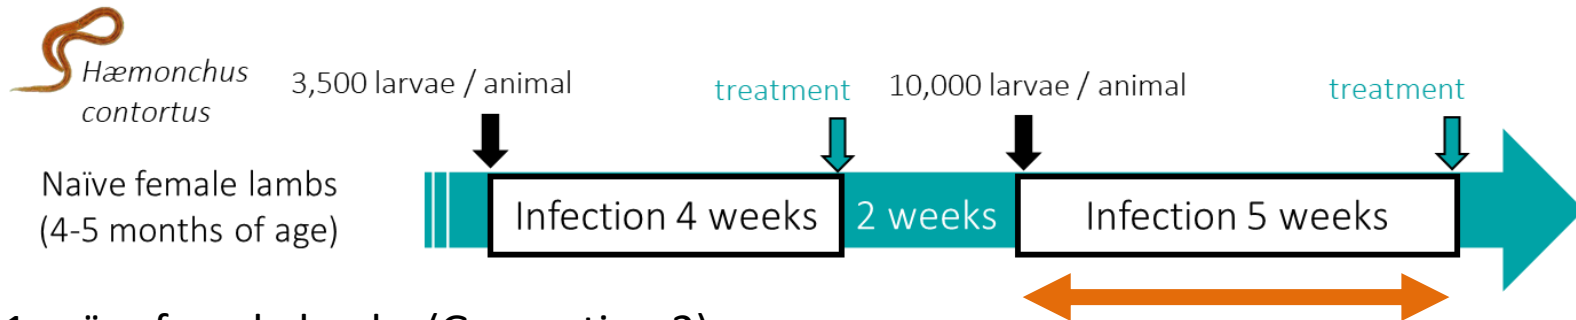 Hæmonchus
contortus
3,500 larvae / animal
treatment
10,000 larvae / animal
treatment
Naïve female lambs
(4-5 months of age)
Infection 4 weeks
2 weeks
Infection 5 weeks